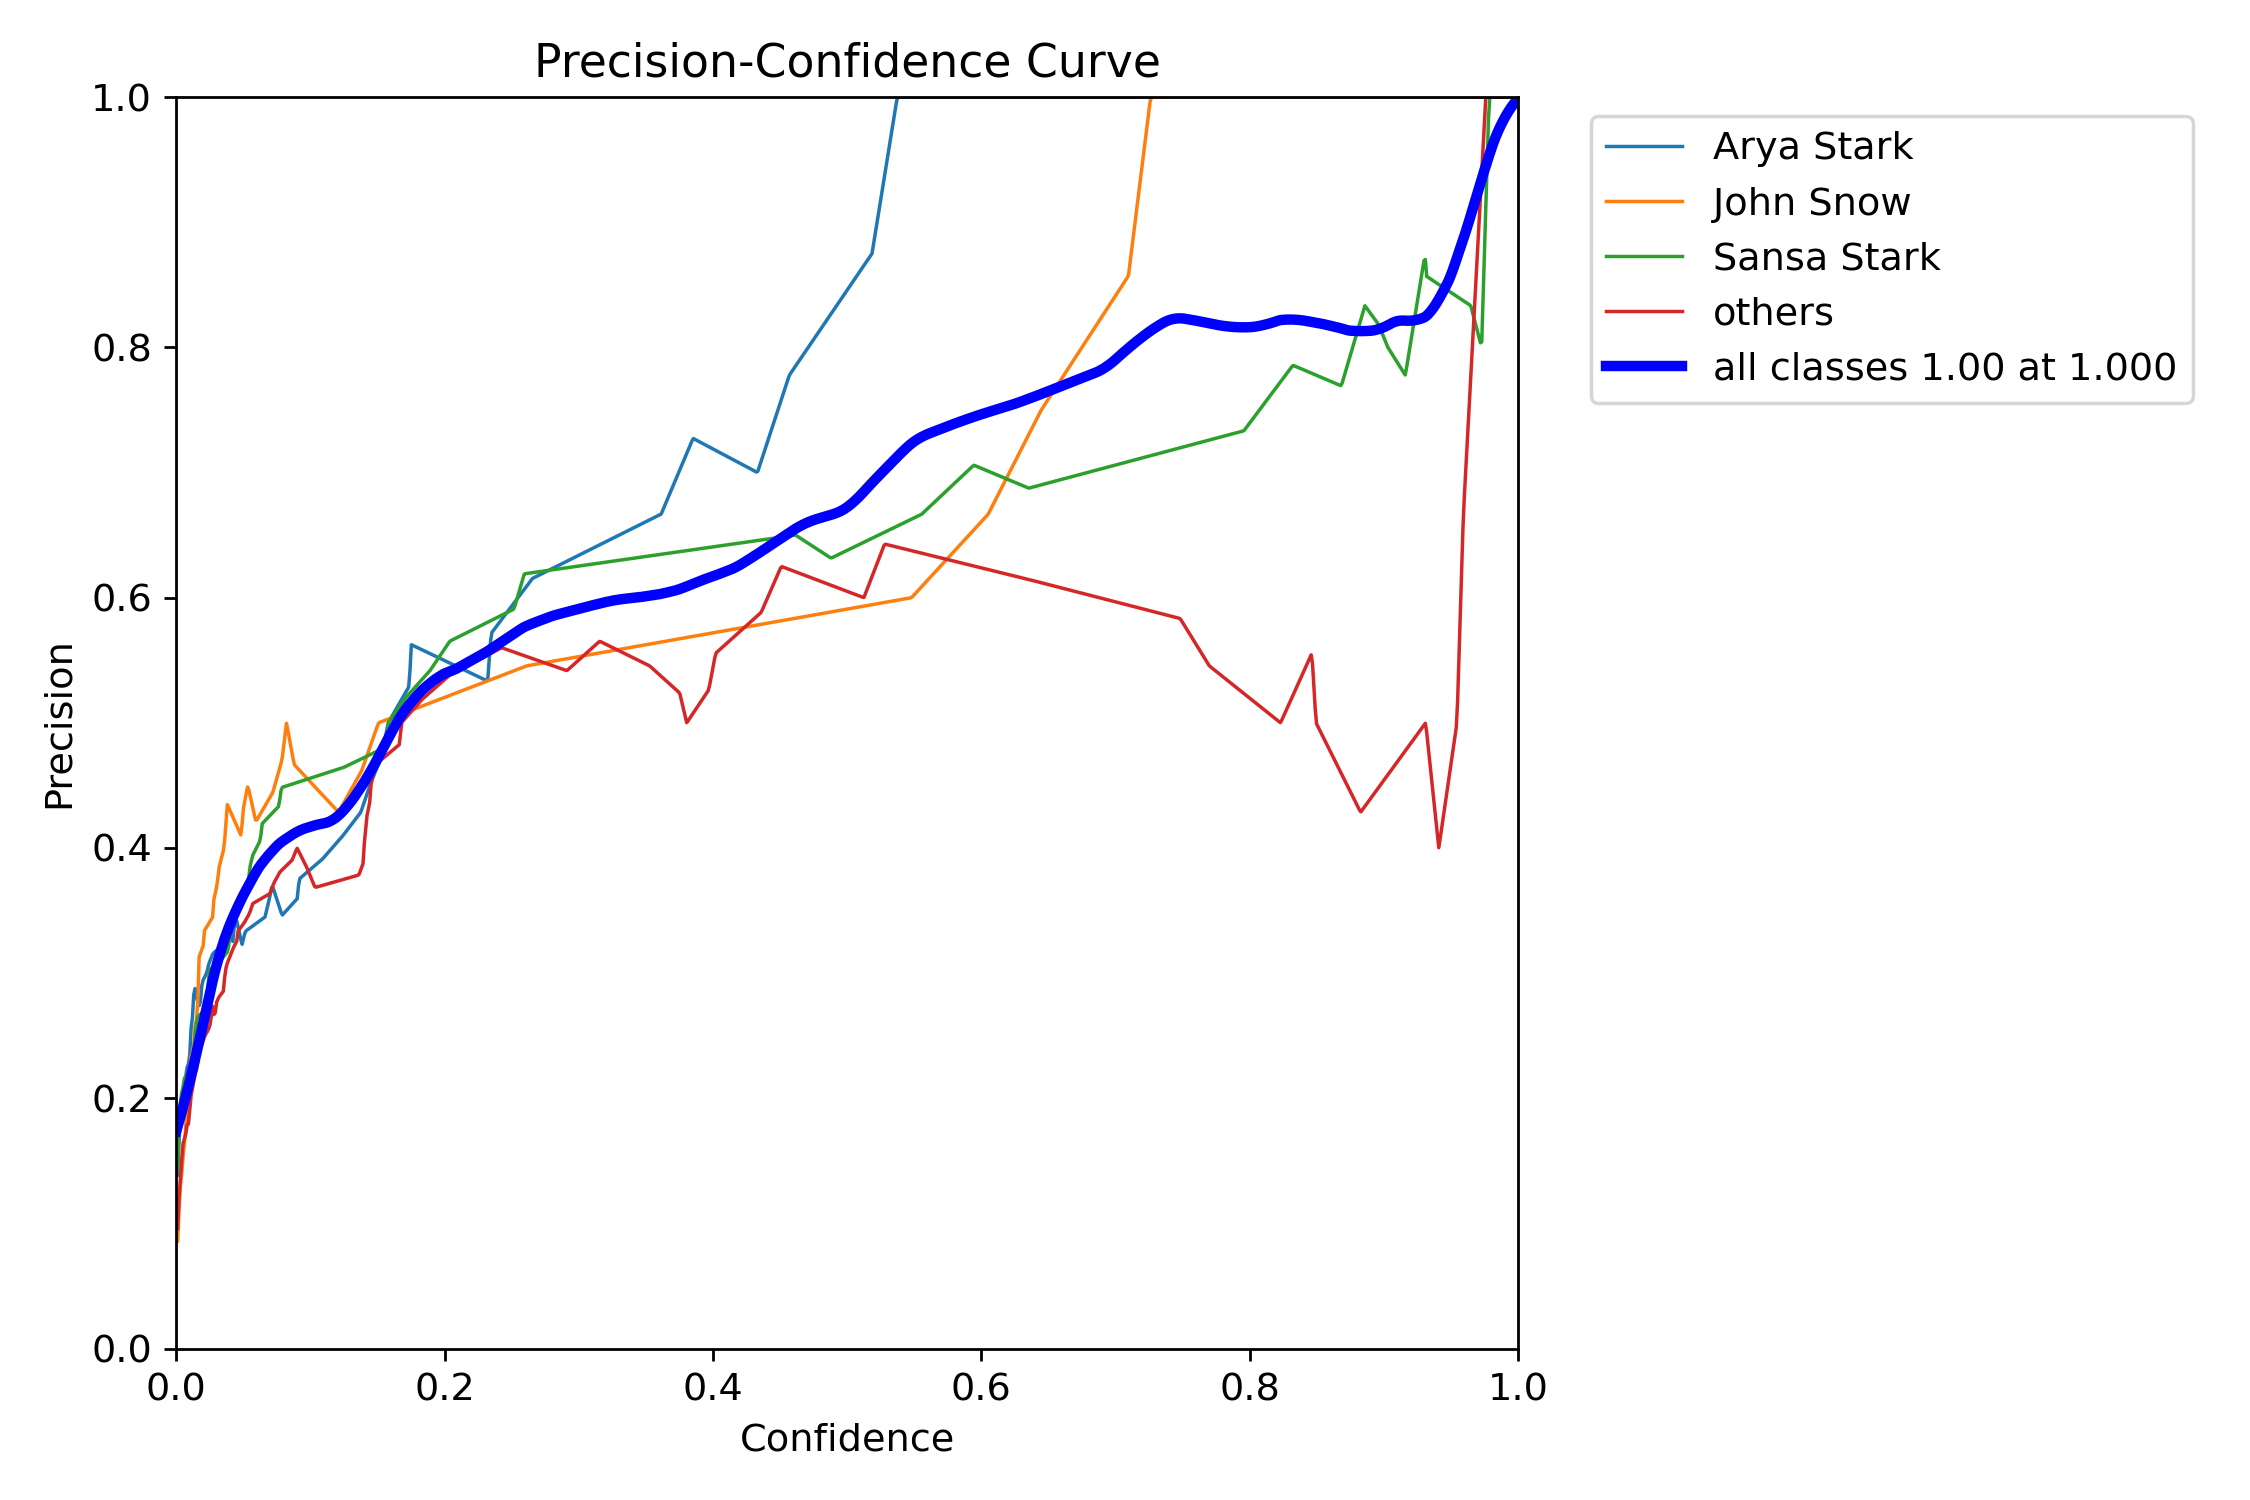 Precision-Confidence Curve
1.0
0.8
0.6
0.4
0.2
0.0
Precision
0.0 0.2 0.4 0.6 0.8 1.0
Confidence
Arya Stark
John Snow
Sansa Stark
others
all classes 1.00 at 1.000